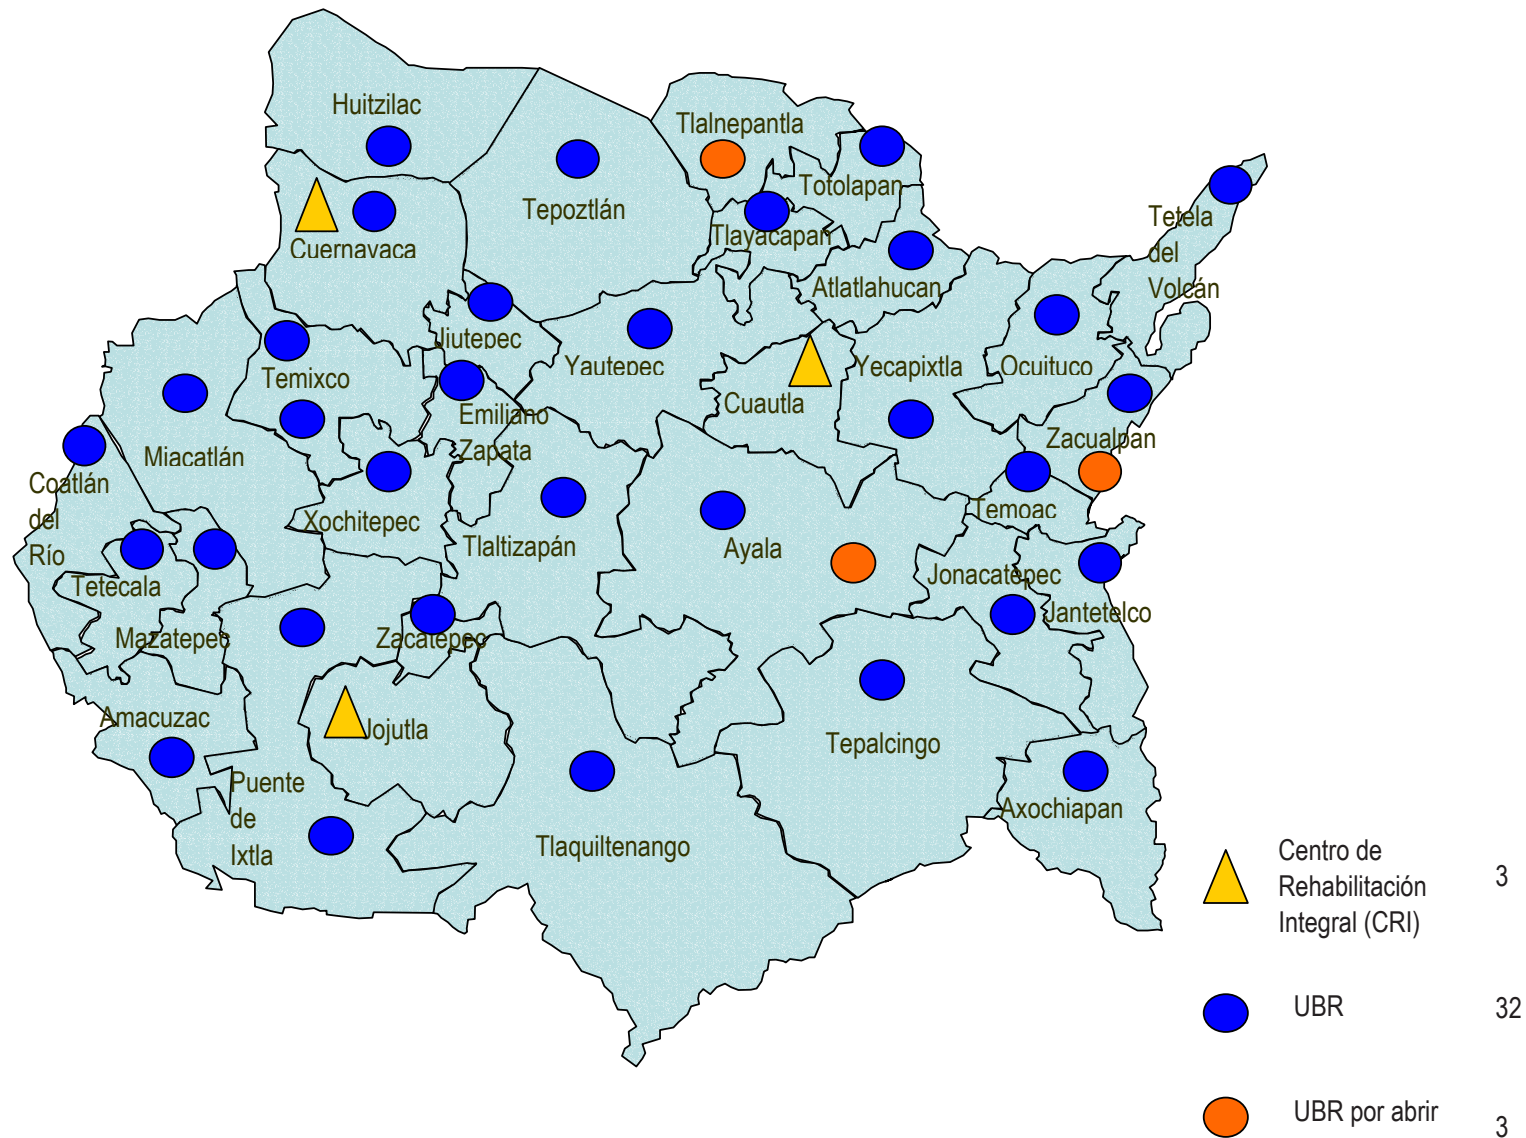 Huitzilac
Tlalnepantla
Totolapan
Tepoztlán
Tetela
del
Volcán
Tlayacapan
Cuernavaca
Atlatlahucan
Jiutepec
Yautepec
Yecapixtla
Ocuituco
Temixco
Cuautla
Emiliano
Zapata
Zacualpan
Miacatlán
Coatlán
del
Río
Xochitepec
Temoac
Tlaltizapán
Ayala
Jonacatepec
Tetecala
Jantetelco
Mazatepec
Zacatepec
Amacuzac
Jojutla
Tepalcingo
Puente
de
Ixtla
Axochiapan
Tlaquiltenango
Centro de
Rehabilitación
Integral (CRI)
3
UBR
32
UBR por abrir
3